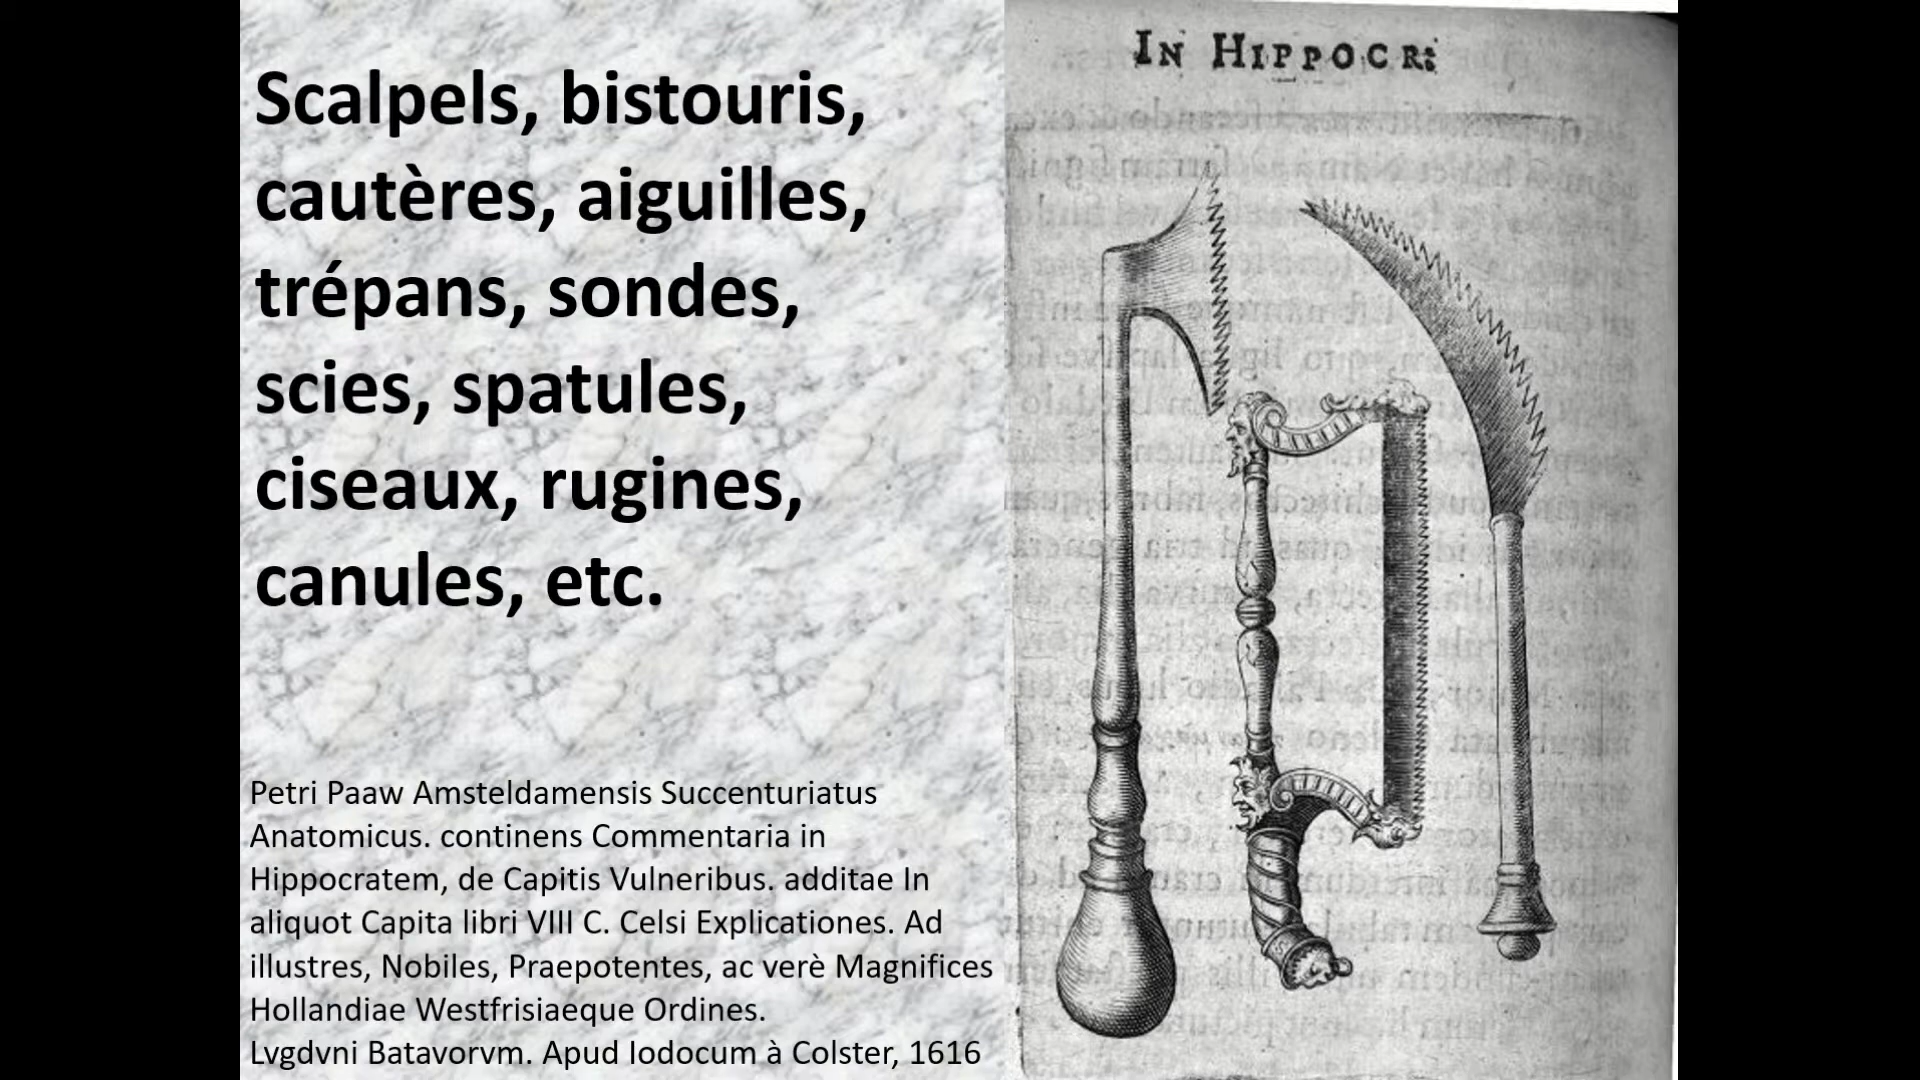 Scalpels, bistouris,
cautères, aiguilles,
trépans, sondes,
scies, spatules,
ciseaux, rugines,
canules, etc.
Petri Paaw Amsteldamensis Succenturiatus
Anatomicus. continens Commentaria in
Hippocratem, de Capitis Vulneribus. additae In
aliquot Capita libri VIII C. Celsi Explicationes. Ad
illustres, Nobiles, Praepotentes, ac verè Magnifices
Hollandiae Westfrisiaeque Ordines.
Lvgdvni Batavorvm. Apud Iodocum à Colster, 1616
IN HIPPOCR: